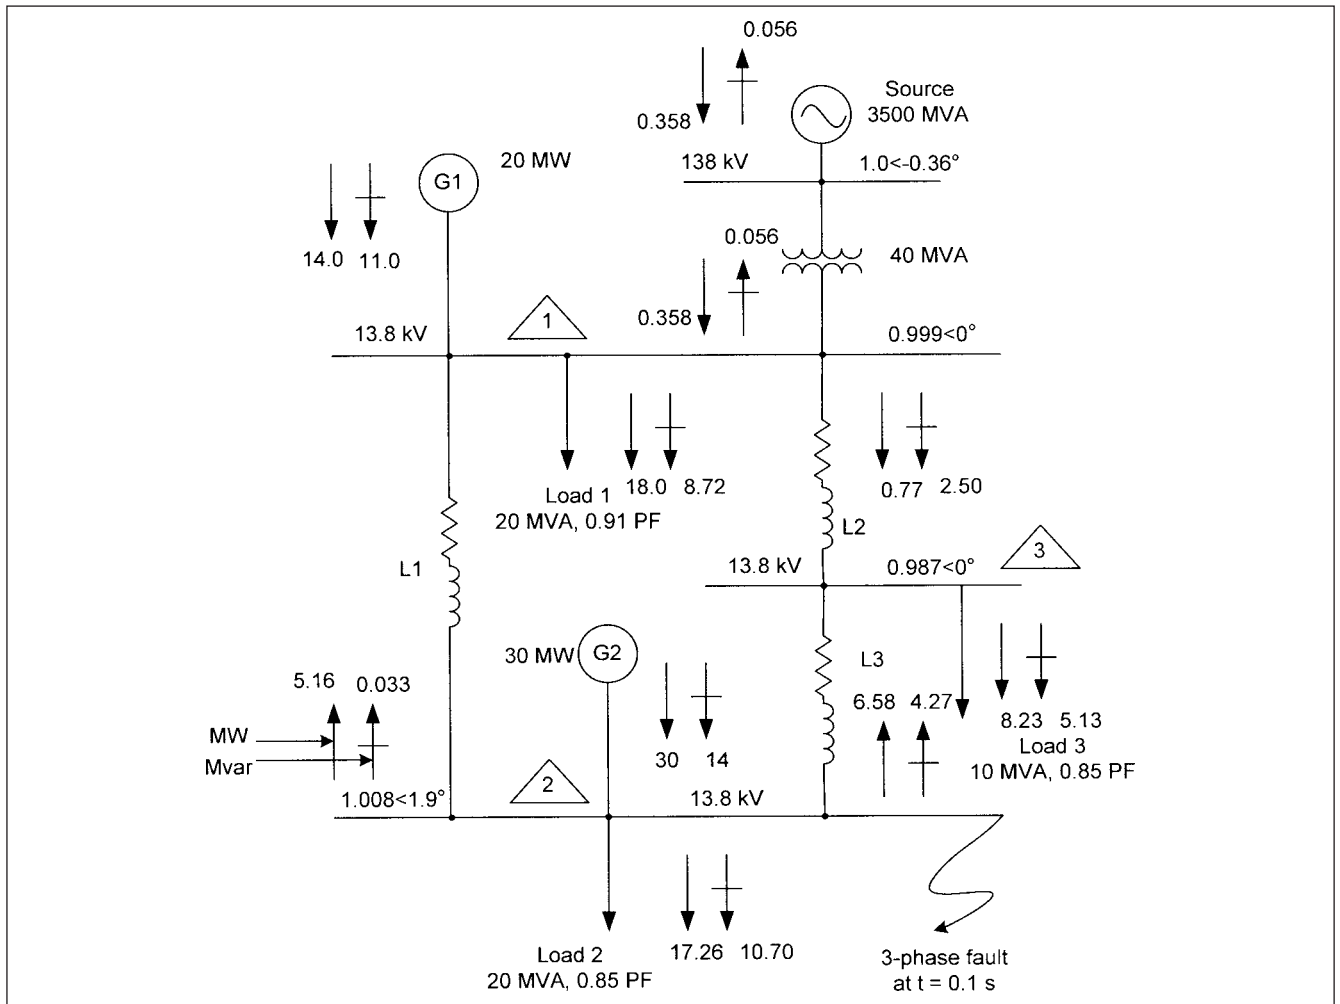 0.056
Source
3500 MVA
0.358
138 kV
1.0<-0.36°
20 MW
G1
14.0 11.0
0.056
40 MVA
0.358
13.8 kV
1
0.999<0°
Load 1
20 MVA, 0.91 PF
18.0 8.72
0.77 2.50
L2
L1
13.8 kV
0.987<0°
3
30 MW
G2
L3
5.16 0.033
6.58 4.27
8.23 5.13
Load 3
10 MVA, 0.85 PF
MW
Mvar
30 14
1.008<1.9°
2
13.8 kV
Load 2
20 MVA, 0.85 PF
17.26 10.70
3-phase fault
at t = 0.1 s